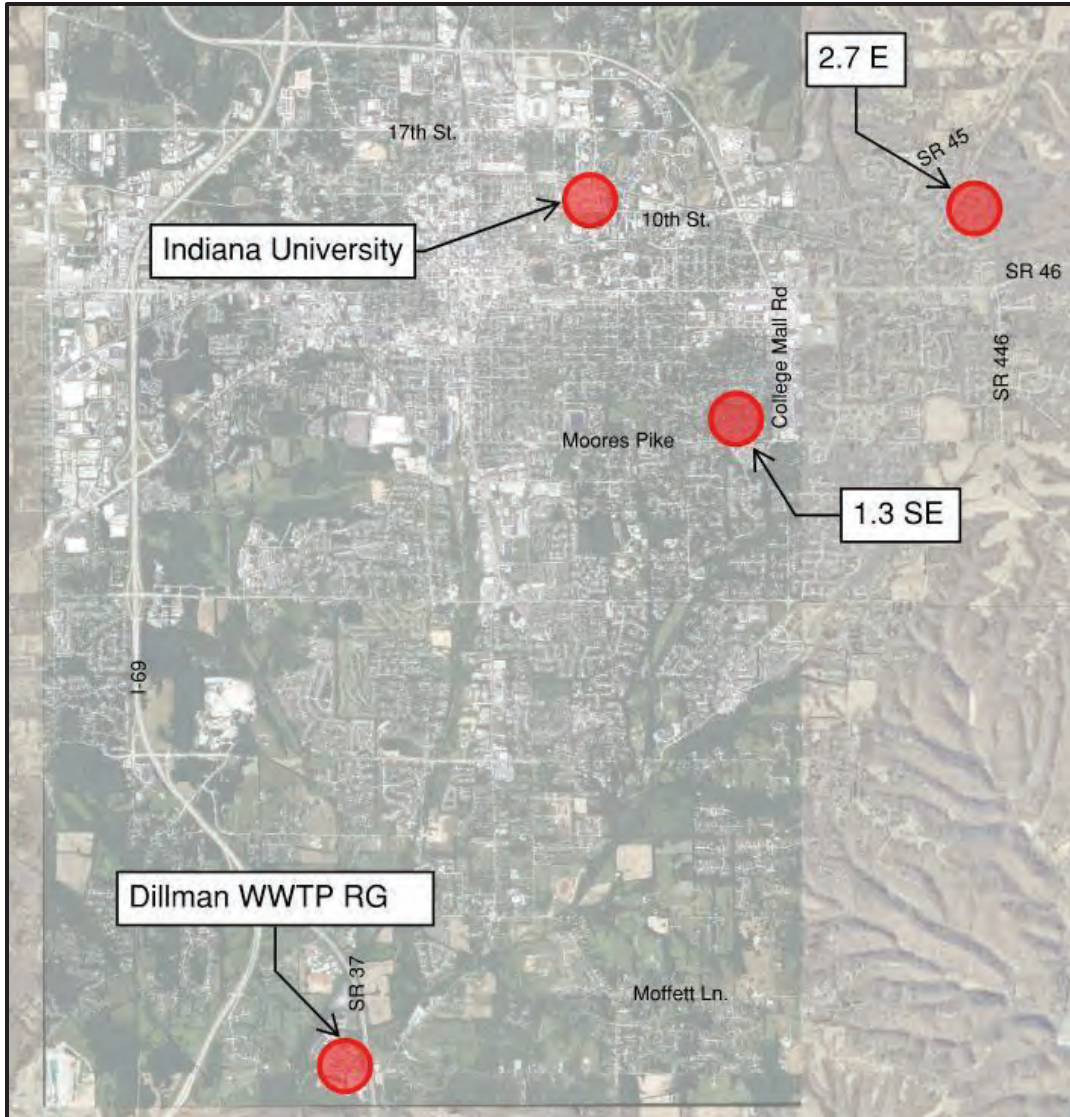 2.7 E
17th St.
SR 45
10th St.
Indiana University
SR 46
College Mall Rd
SR 446
Moores Pike
1.3 SE
I-69
Dillman WWTP RG
SR 37
Moffett Ln.